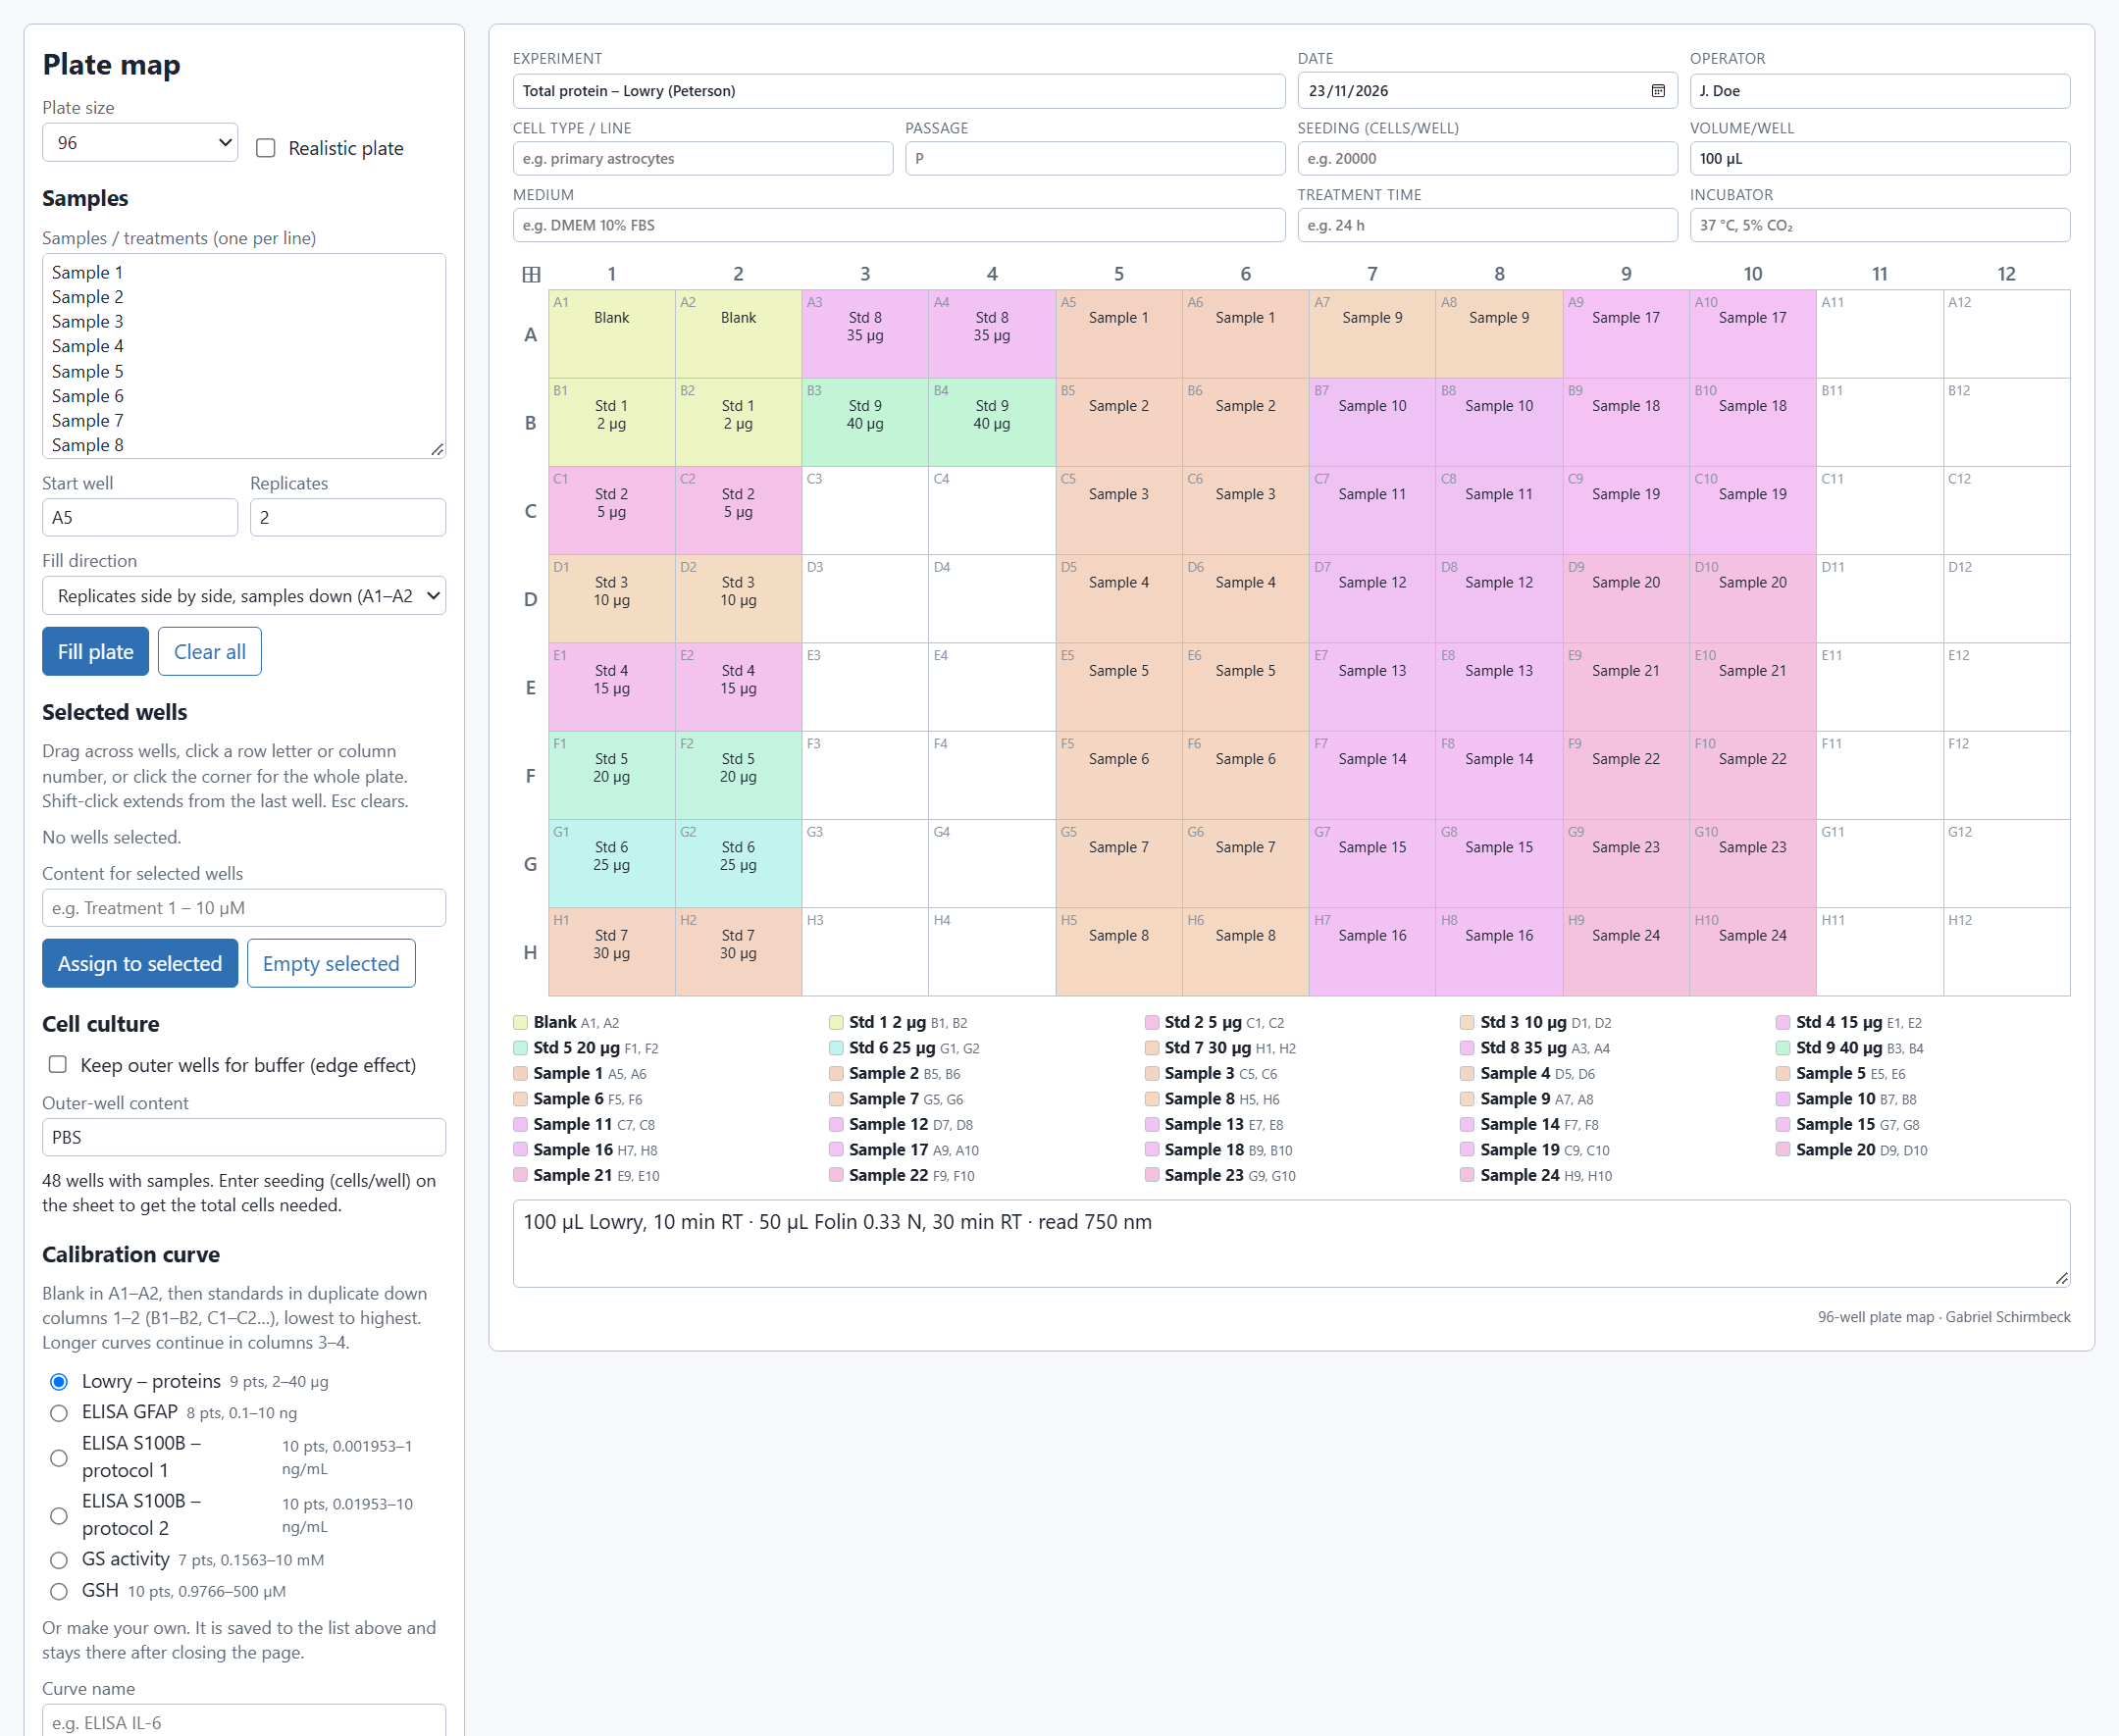 Plate map
Plate size
96
Realistic plate
Samples
Samples / treatments (one per line)
Sample 1
Sample 2
Sample 3
Sample 4
Sample 5
Sample 6
Sample 7
Sample 8
Start well Replicates
A5 2
Fill direction
Replicates side by side, samples down (A1–A2
Fill plate Clear all
Selected wells
Drag across wells, click a row letter or column
number, or click the corner for the whole plate.
Shift-click extends from the last well. Esc clears.
No wells selected.
Content for selected wells
e.g. Treatment 1 – 10 µM
Assign to selected Empty selected
Cell culture
Keep outer wells for buffer (edge effect)
Outer-well content
PBS
48 wells with samples. Enter seeding (cells/well) on
the sheet to get the total cells needed.
Calibration curve
Blank in A1–A2, then standards in duplicate down
columns 1–2 (B1–B2, C1–C2...), lowest to highest.
Longer curves continue in columns 3–4.
Lowry – proteins 9 pts, 2–40 µg
ELISA GFAP 8 pts, 0.1–10 ng
ELISA S100B – protocol 1 10 pts, 0.001953–1 ng/mL
ELISA S100B – protocol 2 10 pts, 0.01953–10 ng/mL
GS activity 7 pts, 0.1563–10 mM
GSH 10 pts, 0.9766–500 µM
Or make your own. It is saved to the list above and
stays there after closing the page.
Curve name
e.g. ELISA IL-6
EXPERIMENT DATE OPERATOR
Total protein – Lowry (Peterson) 23/11/2026 J. Doe
CELL TYPE / LINE PASSAGE SEEDING (CELLS/WELL) VOLUME/WELL
e.g. primary astrocytes P e.g. 20000 100 µL
MEDIUM TREATMENT TIME INCUBATOR
e.g. DMEM 10% FBS e.g. 24 h 37 °C, 5% CO₂
1 2 3 4 5 6 7 8 9 10 11 12
A
A1 A2 A3 A4 A5 A6 A7 A8 A9 A10 A11 A12
Blank Blank Std 8 Std 8 Sample 1 Sample 1 Sample 9 Sample 9 Sample 17 Sample 17
35 µg 35 µg
B
B1 B2 B3 B4 B5 B6 B7 B8 B9 B10 B11 B12
Std 1 Std 1 Std 9 Std 9 Sample 2 Sample 2 Sample 10 Sample 10 Sample 18 Sample 18
2 µg 2 µg 40 µg 40 µg
C
C1 C2 C3 C4 C5 C6 C7 C8 C9 C10 C11 C12
Std 2 Std 2 Sample 3 Sample 3 Sample 11 Sample 11 Sample 19 Sample 19
5 µg 5 µg
D
D1 D2 D3 D4 D5 D6 D7 D8 D9 D10 D11 D12
Std 3 Std 3 Sample 4 Sample 4 Sample 12 Sample 12 Sample 20 Sample 20
10 µg 10 µg
E
E1 E2 E3 E4 E5 E6 E7 E8 E9 E10 E11 E12
Std 4 Std 4 Sample 5 Sample 5 Sample 13 Sample 13 Sample 21 Sample 21
15 µg 15 µg
F
F1 F2 F3 F4 F5 F6 F7 F8 F9 F10 F11 F12
Std 5 Std 5 Sample 6 Sample 6 Sample 14 Sample 14 Sample 22 Sample 22
20 µg 20 µg
G
G1 G2 G3 G4 G5 G6 G7 G8 G9 G10 G11 G12
Std 6 Std 6 Sample 7 Sample 7 Sample 15 Sample 15 Sample 23 Sample 23
25 µg 25 µg
H
H1 H2 H3 H4 H5 H6 H7 H8 H9 H10 H11 H12
Std 7 Std 7 Sample 8 Sample 8 Sample 16 Sample 16 Sample 24 Sample 24
30 µg 30 µg
Blank A1, A2 Std 1 2 µg B1, B2 Std 2 5 µg C1, C2 Std 3 10 µg D1, D2 Std 4 15 µg E1, E2
Std 5 20 µg F1, F2 Std 6 25 µg G1, G2 Std 7 30 µg H1, H2 Std 8 35 µg A3, A4 Std 9 40 µg B3, B4
Sample 1 A5, A6 Sample 2 B5, B6 Sample 3 C5, C6 Sample 4 D5, D6 Sample 5 E5, E6
Sample 6 F5, F6 Sample 7 G5, G6 Sample 8 H5, H6 Sample 9 A7, A8 Sample 10 B7, B8
Sample 11 C7, C8 Sample 12 D7, D8 Sample 13 E7, E8 Sample 14 F7, F8 Sample 15 G7, G8
Sample 16 H7, H8 Sample 17 A9, A10 Sample 18 B9, B10 Sample 19 C9, C10 Sample 20 D9, D10
Sample 21 E9, E10 Sample 22 F9, F10 Sample 23 G9, G10 Sample 24 H9, H10
100 µL Lowry, 10 min RT · 50 µL Folin 0.33 N, 30 min RT · read 750 nm
96-well plate map · Gabriel Schirmbeck